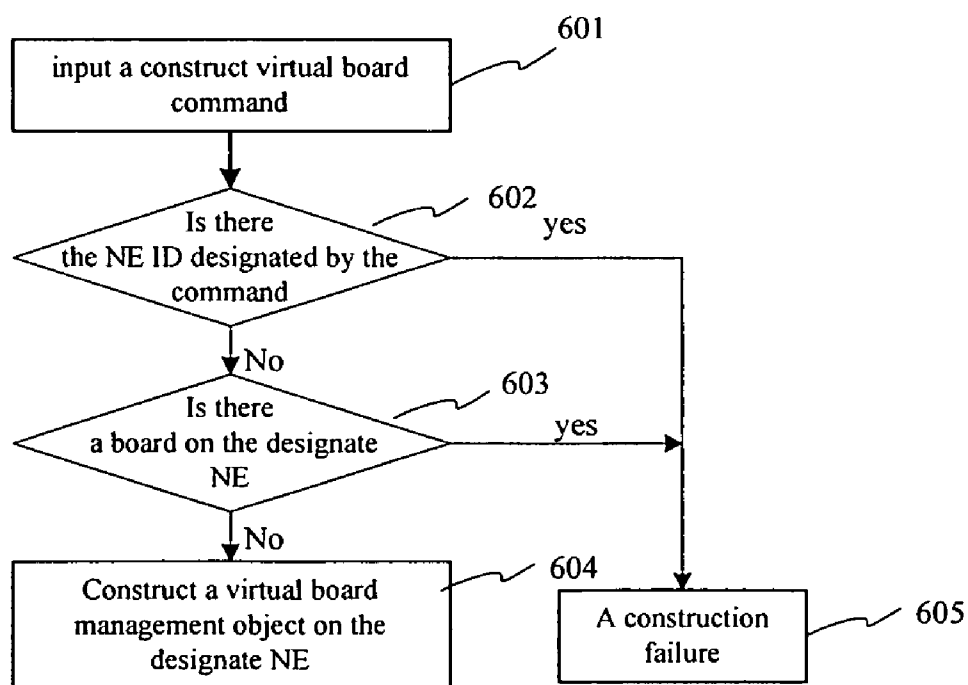 601
input a construct virtual board
command
602
Is there
the NE ID designated by the
command
yes
No
603
Is there
a board on the designate
NE
yes
No
604
Construct a virtual board
management object on the
designate NE
605
A construction
failure